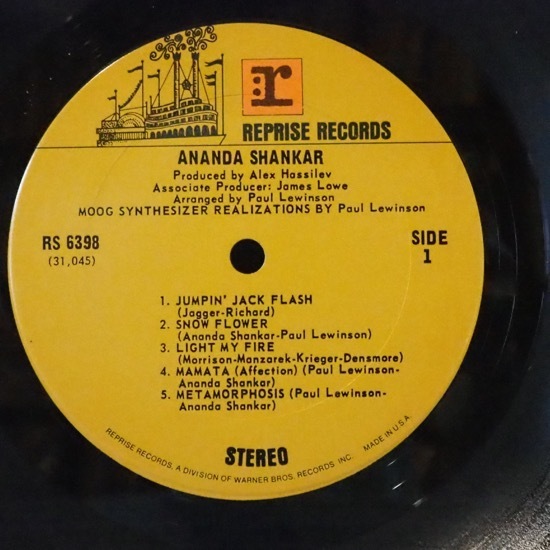 :r
REPRISE RECORDS
ANANDA SHANKAR
Produced by Alex Hassilev
Associate Producer: James Lowe
Arranged by Paul Lewinson
MOOG SYNTHESIZER REALIZATIONS BY Paul Lewinson
RS 6398
(31,045)
SIDE
1
1. JUMPIN' JACK FLASH
(Jagger-Richard)
2. SNOW FLOWER
(Ananda Shankar-Paul Lewinson)
3. LIGHT MY FIRE
(Morrison-Manzarek-Krieger-Densmore)
4. MAMATA (Affection) (Paul Lewinson-
Ananda Shankar)
5. METAMORPHOSIS (Paul Lewinson-
Ananda Shankar)
STEREO
REPRISE RECORDS, A DIVISION OF WARNER BROS. RECORDS INC.
MADE IN U.S.A.